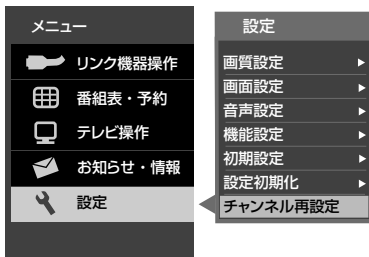 メニュー
リンク機器操作
番組表・予約
テレビ操作
お知らせ・情報
設定
設定
画質設定
画面設定
音声設定
機能設定
初期設定
設定初期化
チャンネル再設定